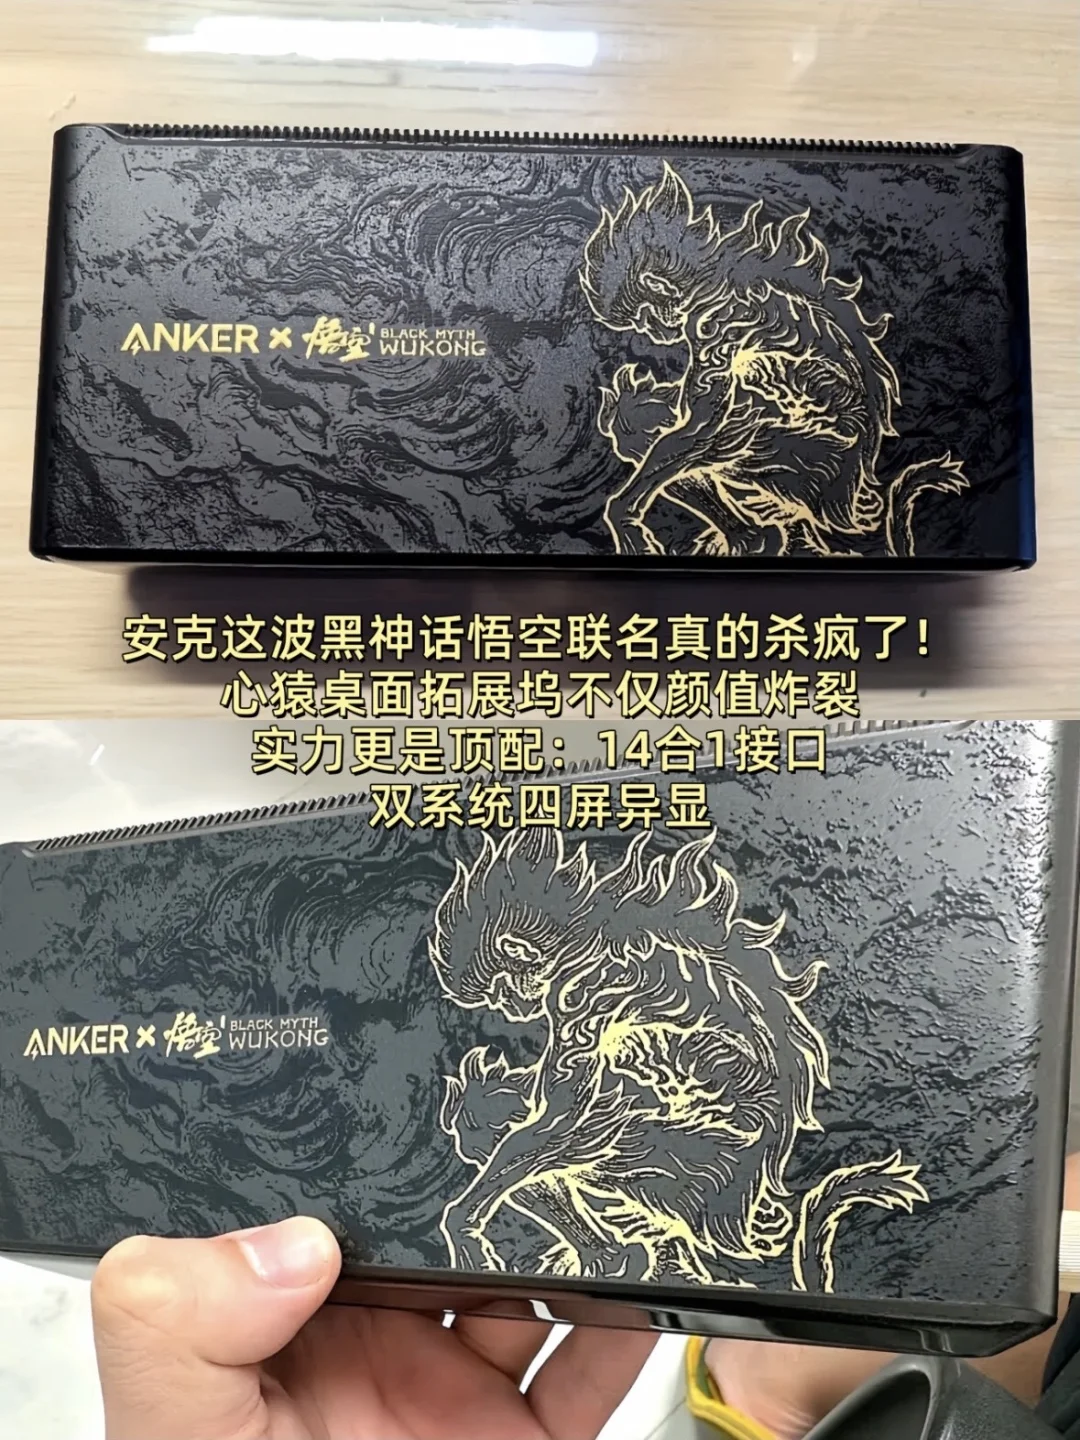 ANKER × 悟空 BLACK MYTH
WUKONG
安克这波黑神话悟空联名真的杀疯了！
心猿桌面拓展坞不仅颜值炸裂
实力更是顶配：14合1接口
双系统四屏异显
ANKER × 悟空 BLACK MYTH
WUKONG